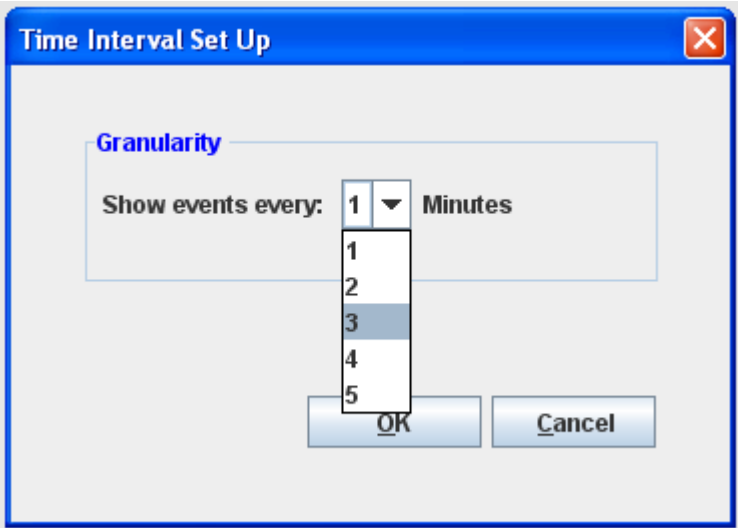 Time Interval Set Up
Granularity
Show events every: 1 Minutes
1
2
3
4
5
OK Cancel